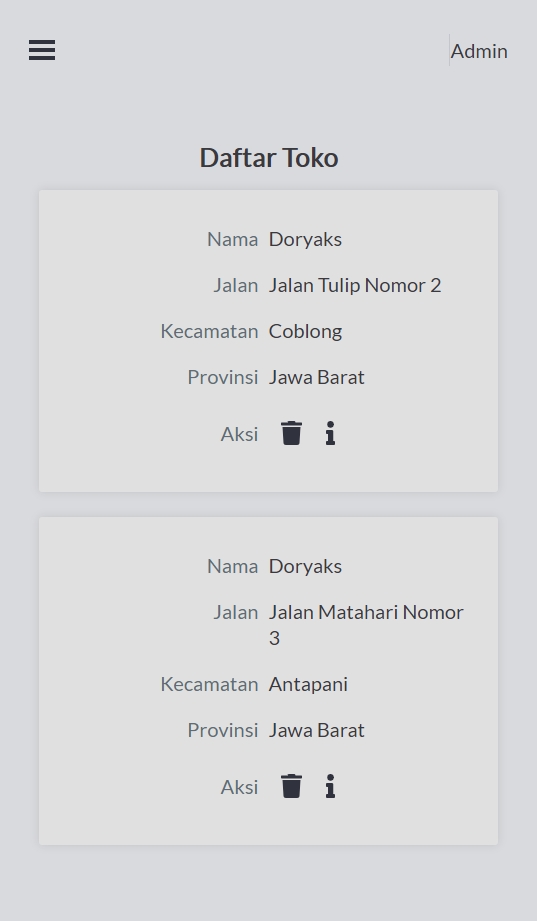 Admin
Daftar Toko
Nama Doryaks
Jalan Jalan Tulip Nomor 2
Kecamatan Coblong
Provinsi Jawa Barat
Aksi
Nama Doryaks
Jalan Jalan Matahari Nomor
3
Kecamatan Antapani
Provinsi Jawa Barat
Aksi